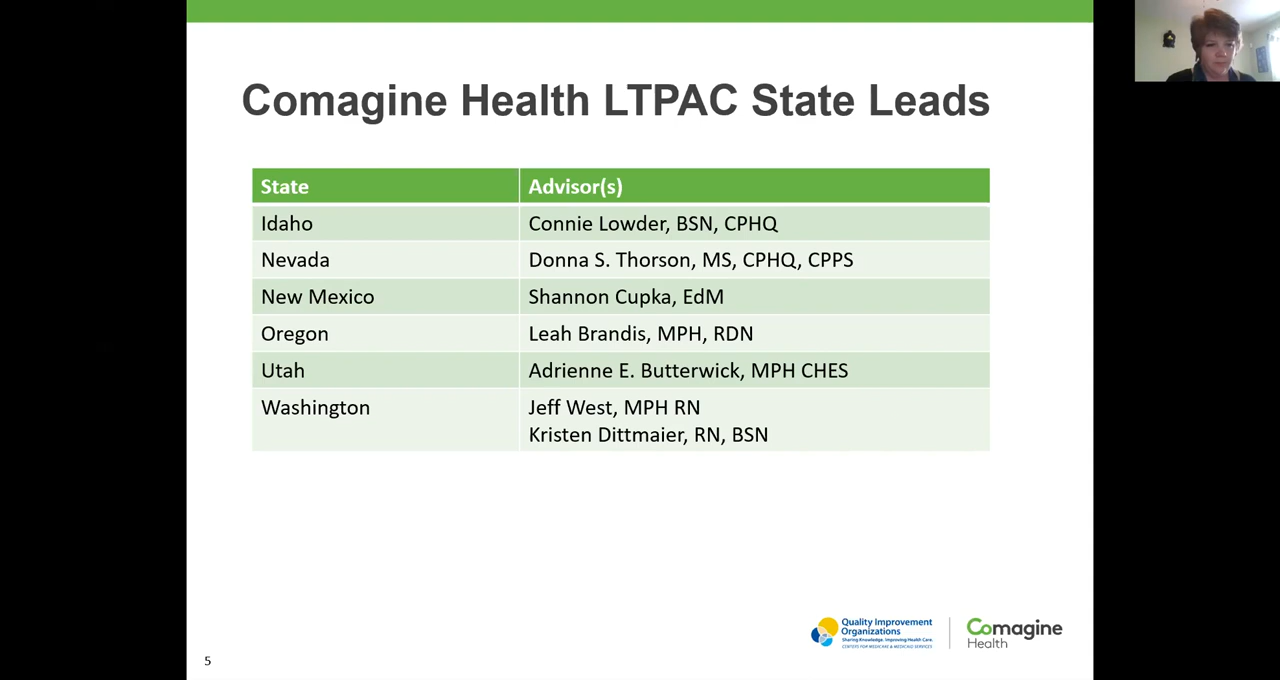 Comagine Health LTPAC State Leads
State Advisor(s)
Idaho Connie Lowder, BSN, CPHQ
Nevada Donna S. Thorson, MS, CPHQ, CPPS
New Mexico Shannon Cupka, EdM
Oregon Leah Brandis, MPH, RDN
Utah Adrienne E. Butterwick, MPH CHES
Washington Jeff West, MPH RN
Kristen Dittmaier, RN, BSN
Quality Improvement
Organizations
Sharing Knowledge. Improving Health Care.
CENTERS FOR MEDICARE & MEDICAID SERVICES
Comagine
Health
5